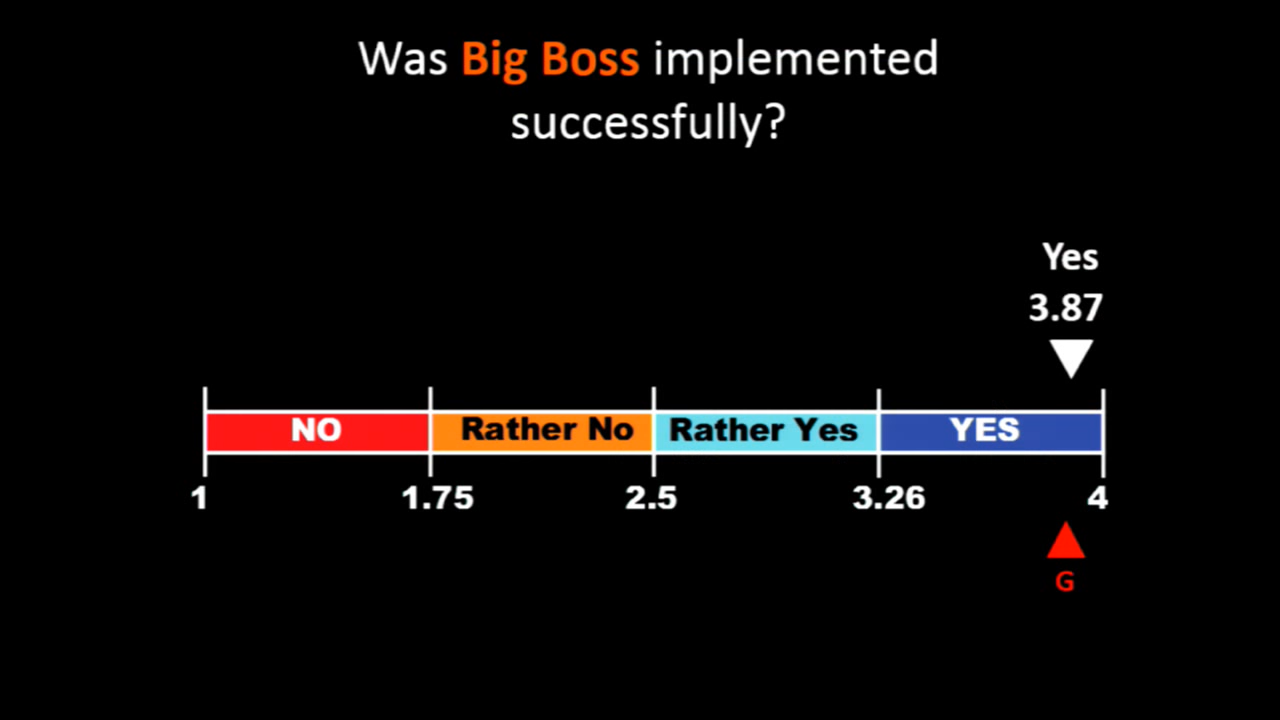 Was Big Boss implemented
successfully?
Yes
3.87
NO Rather No Rather Yes YES
1 1.75 2.5 3.26 4
G